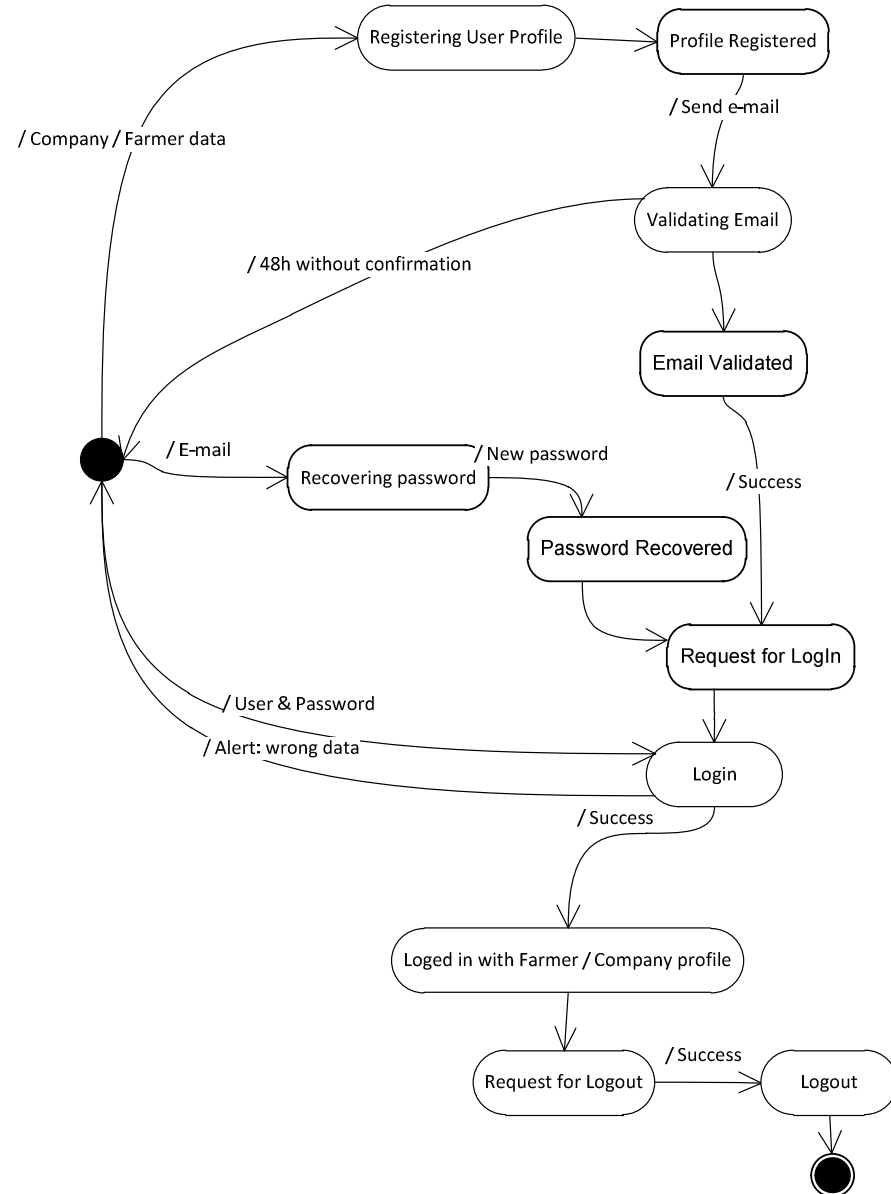 Registering User Profile
Profile Registered
/ Send e-mail
/ Company / Farmer data
Validating Email
/ 48h without confirmation
Email Validated
/ E-mail
/ New password
Recovering password
/ Success
Password Recovered
Request for LogIn
/ User & Password
/ Alert: wrong data
Login
/ Success
Loged in with Farmer / Company profile
/ Success
Request for Logout
Logout